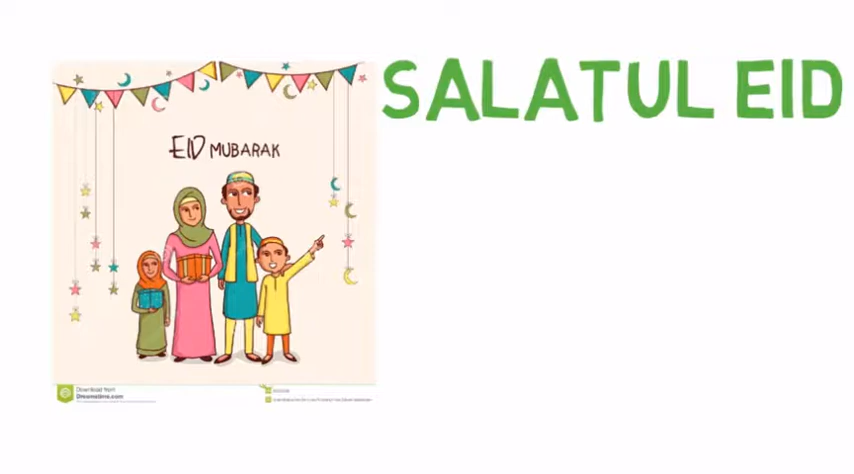 SALATUL EID
EID MUBARAK
Download from
Dreamstime.com